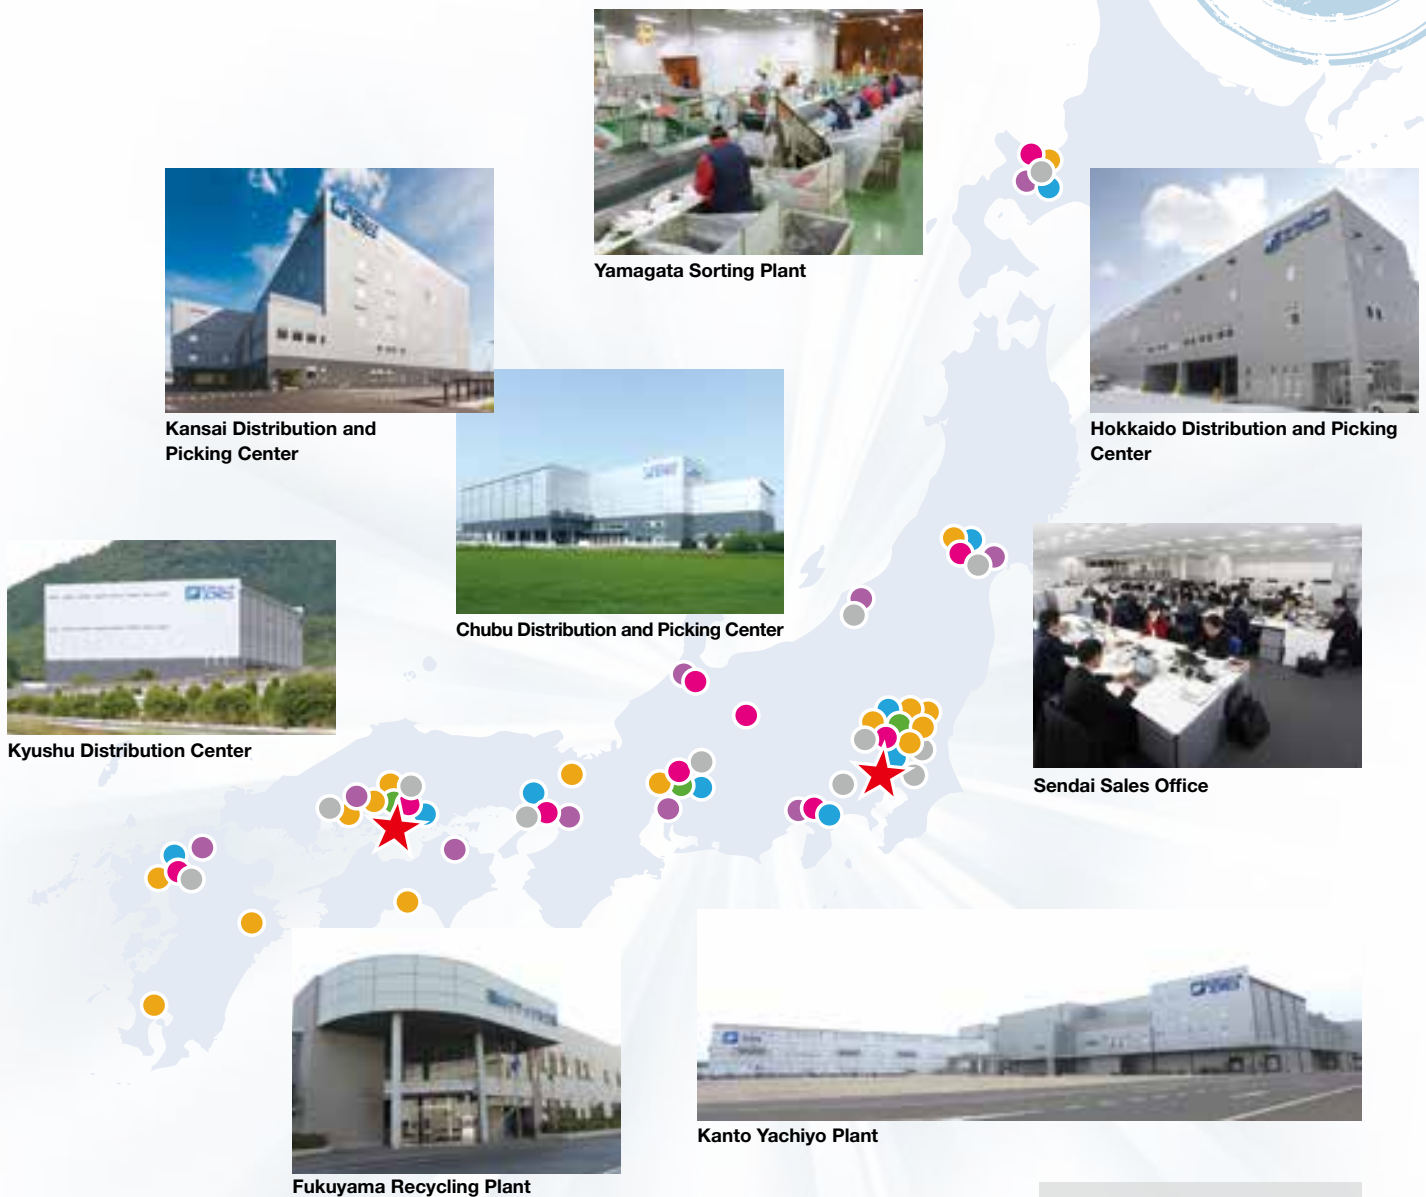 Yamagata Sorting Plant
Kansai Distribution and
Picking Center
Hokkaido Distribution and Picking
Center
Chubu Distribution and Picking Center
Kyushu Distribution Center
Sendai Sales Office
Kanto Yachiyo Plant
Fukuyama Recycling Plant